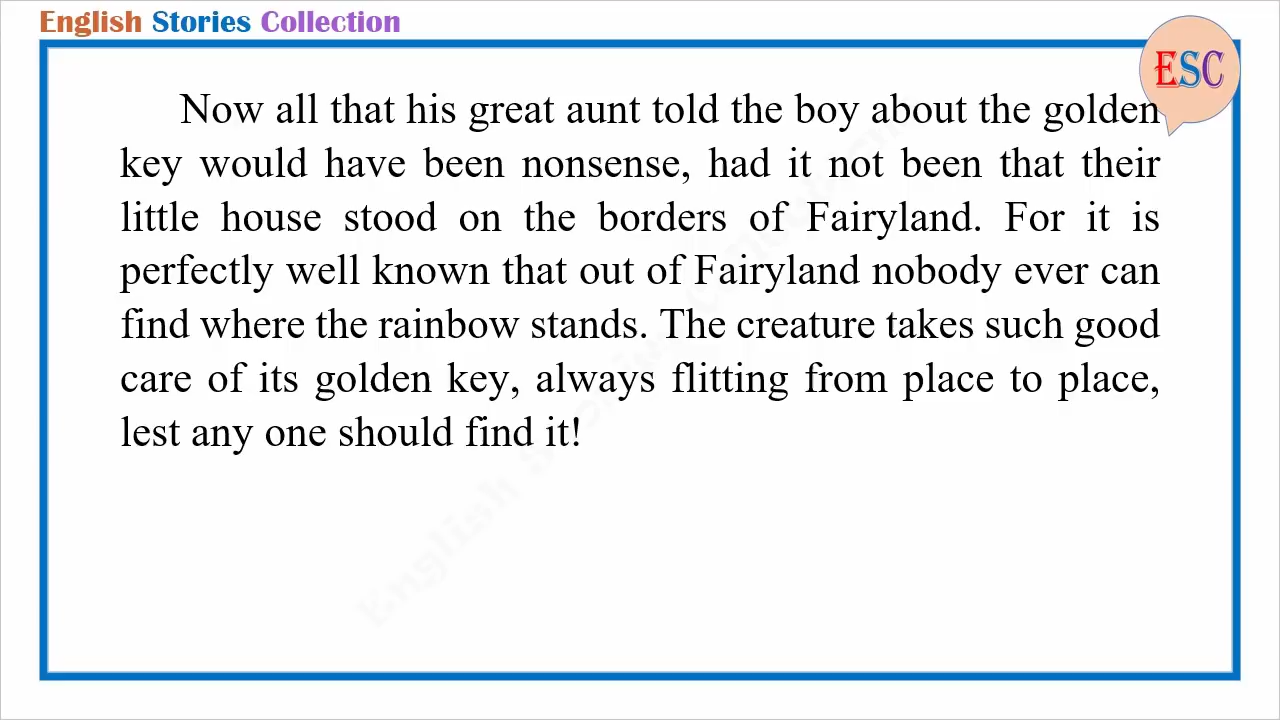 English Stories Collection
ESC
Now all that his great aunt told the boy about the golden
key would have been nonsense, had it not been that their
little house stood on the borders of Fairyland. For it is
perfectly well known that out of Fairyland nobody ever can
find where the rainbow stands. The creature takes such good
care of its golden key, always flitting from place to place,
lest any one should find it!